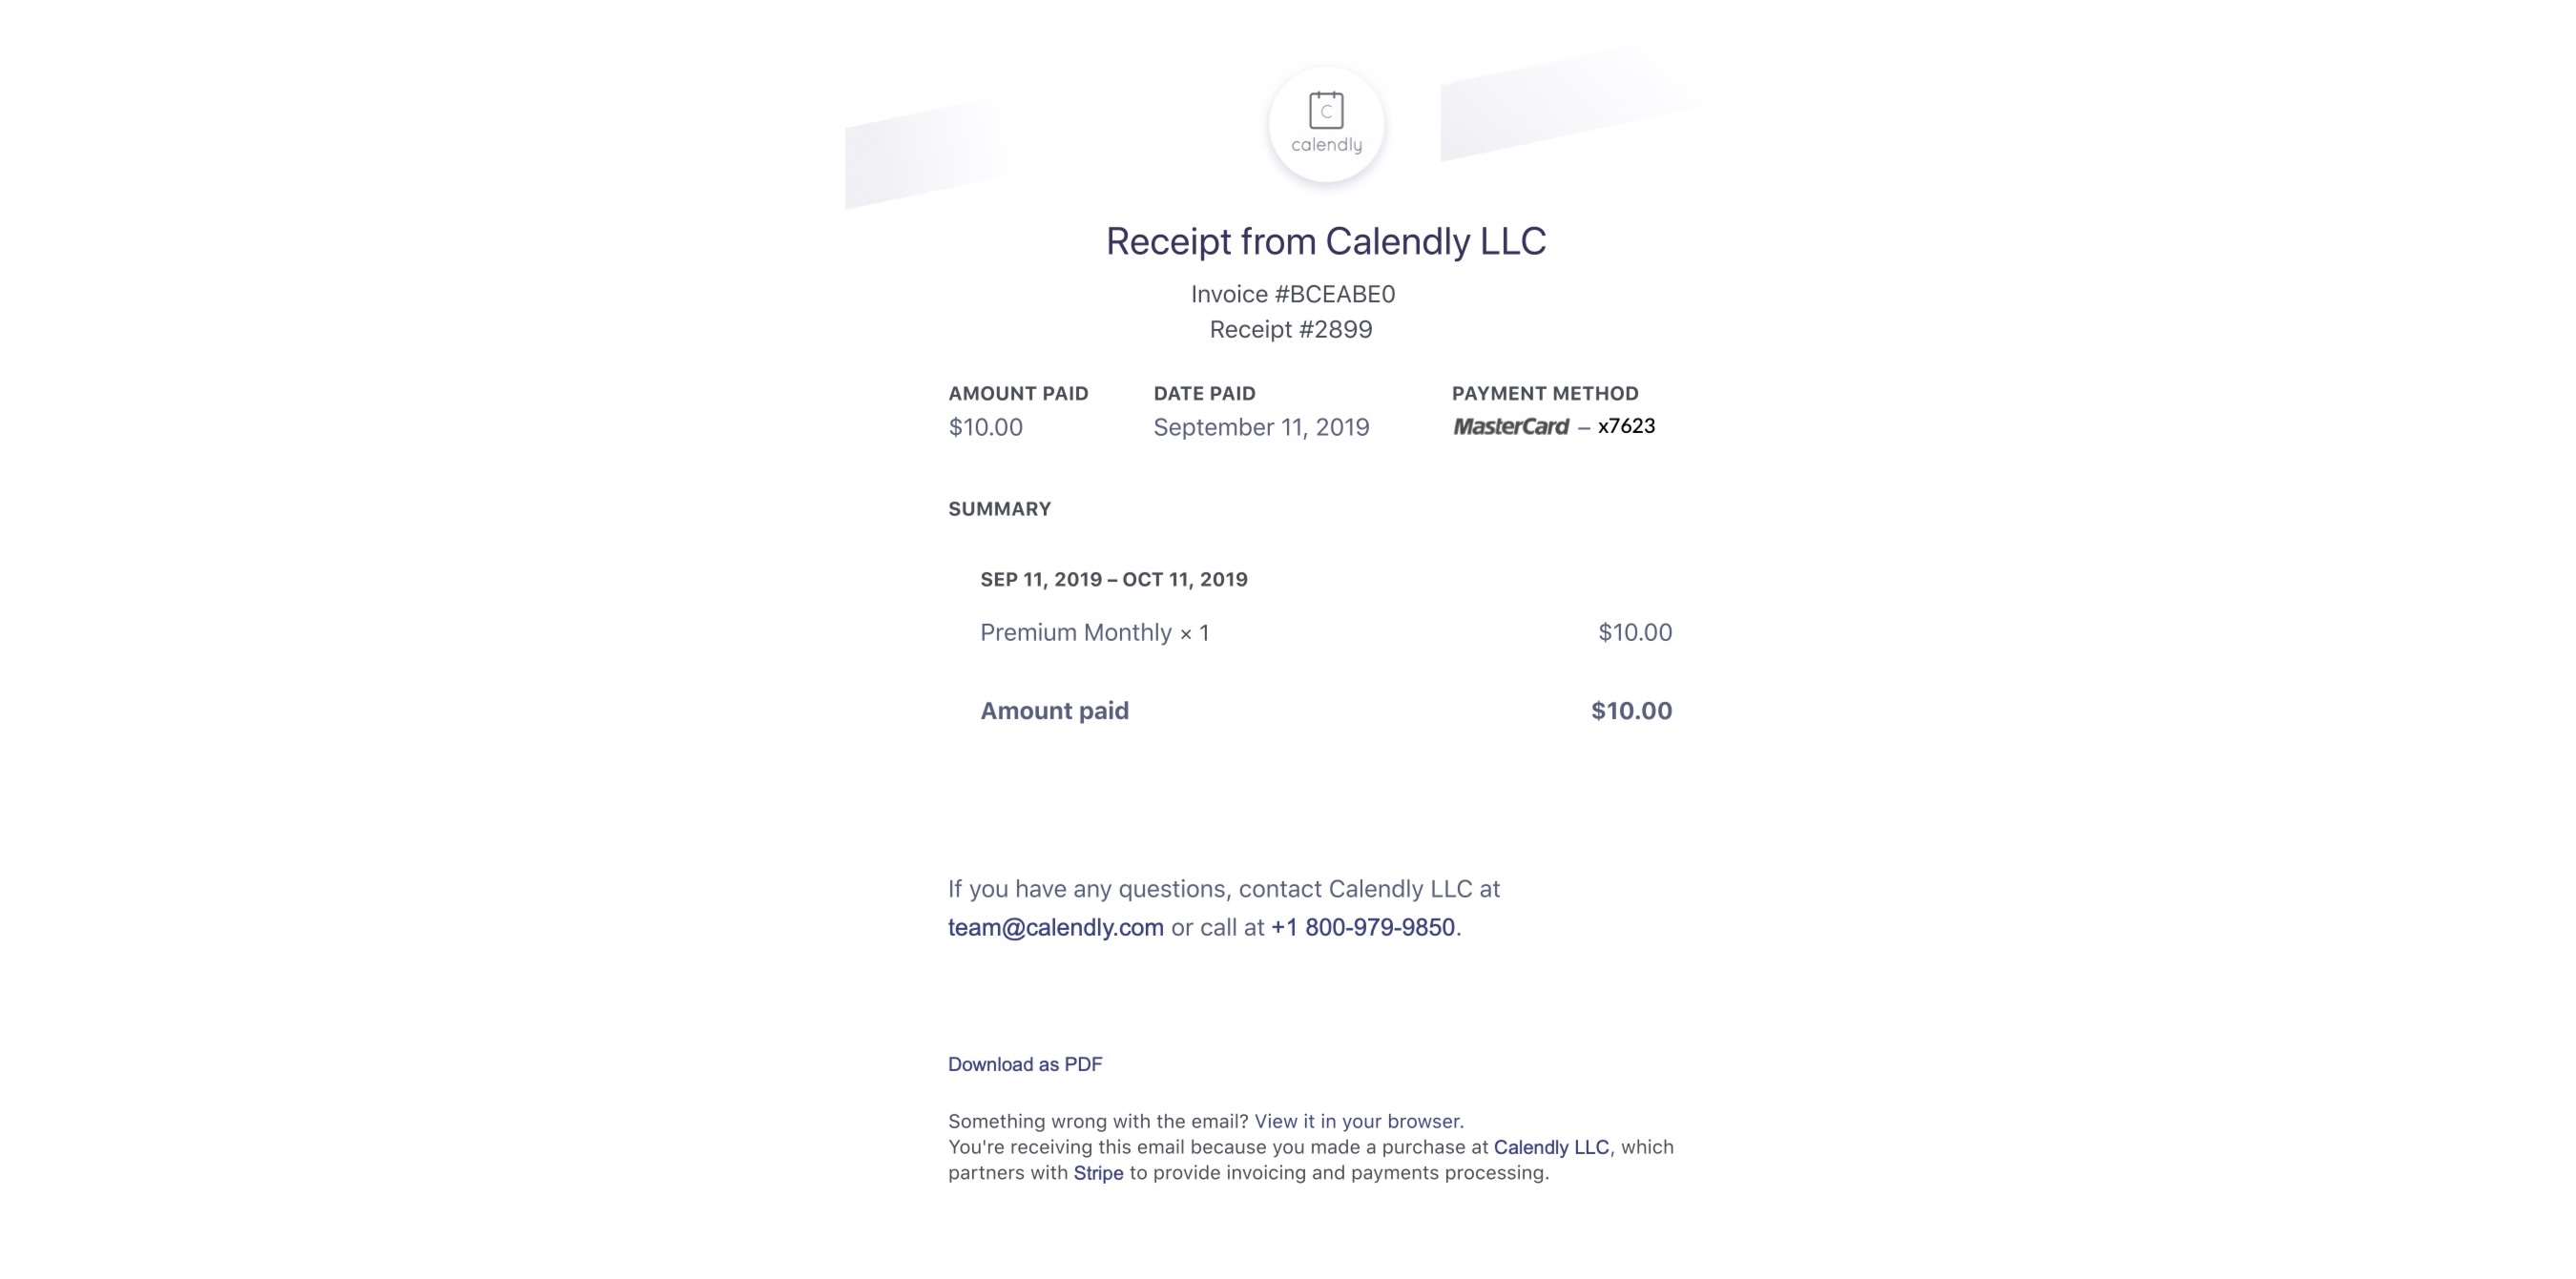 C
calendly
Receipt from Calendly LLC
Invoice #BCEABE0
Receipt #2899
AMOUNT PAID DATE PAID PAYMENT METHOD
$10.00 September 11, 2019 MasterCard – x7623
SUMMARY
SEP 11, 2019 – OCT 11, 2019
Premium Monthly × 1 $10.00
Amount paid $10.00
If you have any questions, contact Calendly LLC at
team@calendly.com or call at +1 800-979-9850.
Download as PDF
Something wrong with the email? View it in your browser.
You're receiving this email because you made a purchase at Calendly LLC, which
partners with Stripe to provide invoicing and payments processing.